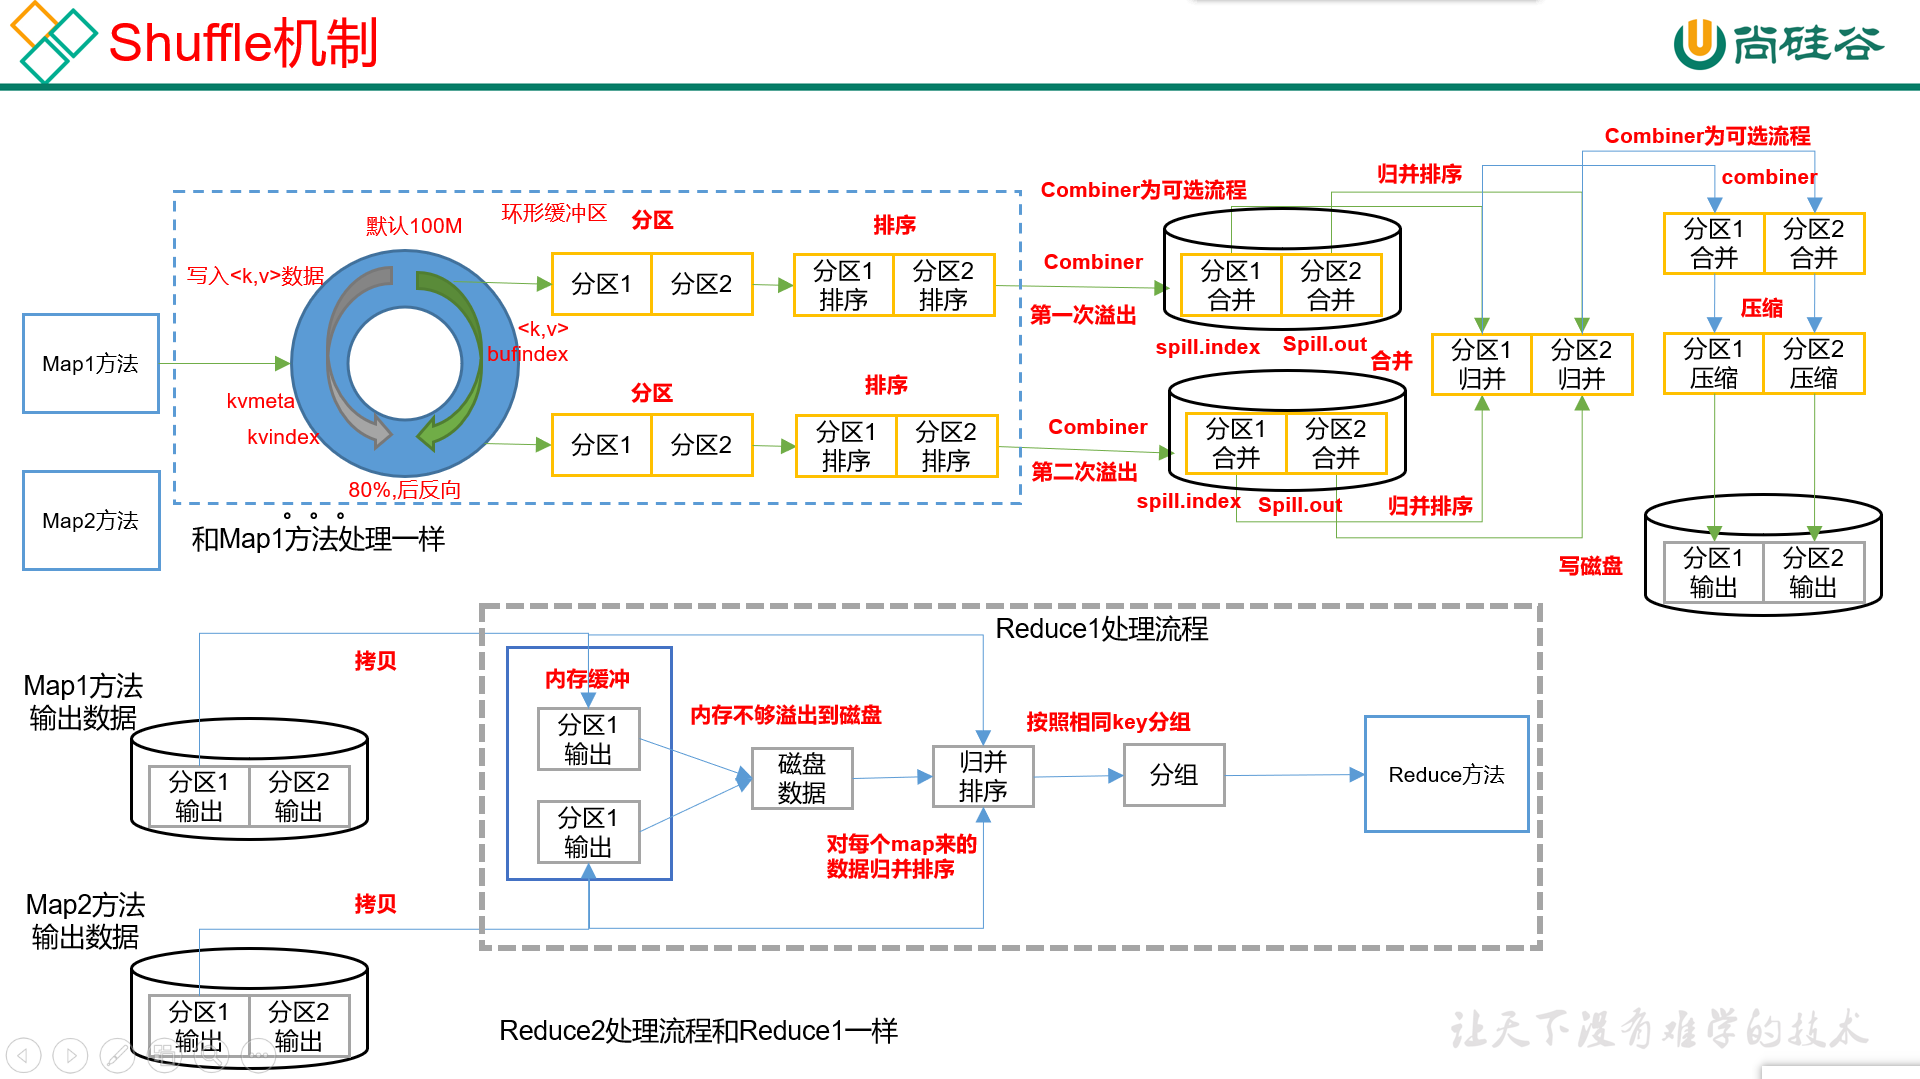 Shuffle机制
尚硅谷
Combiner为可选流程
combiner
归并排序
Combiner为可选流程
默认100M
环形缓冲区
分区
排序
写入<k,v>数据
分区1
分区2
分区1
排序
分区2
排序
Combiner
第一次溢出
分区1
合并
分区2
合并
spill.index
Spill.out
分区1
合并
分区2
合并
压缩
<k,v>
bufindex
Map1方法
kvmeta
kvindex
80%,后反向
分区
排序
分区1
分区2
分区1
排序
分区2
排序
Combiner
第二次溢出
合并
分区1
合并
分区2
合并
spill.index
Spill.out
归并排序
分区1
归并
分区2
归并
分区1
压缩
分区2
压缩
Map2方法
和Map1方法处理一样
写磁盘
分区1
输出
分区2
输出
Reduce1处理流程
Map1方法
输出数据
拷贝
分区1
输出
分区2
输出
内存缓冲
分区1
输出
分区1
输出
内存不够溢出到磁盘
磁盘
数据
归并
排序
对每个map来的
数据归并排序
按照相同key分组
分组
Reduce方法
Map2方法
输出数据
拷贝
分区1
输出
分区2
输出
Reduce2处理流程和Reduce1一样
让天下没有难学的技术